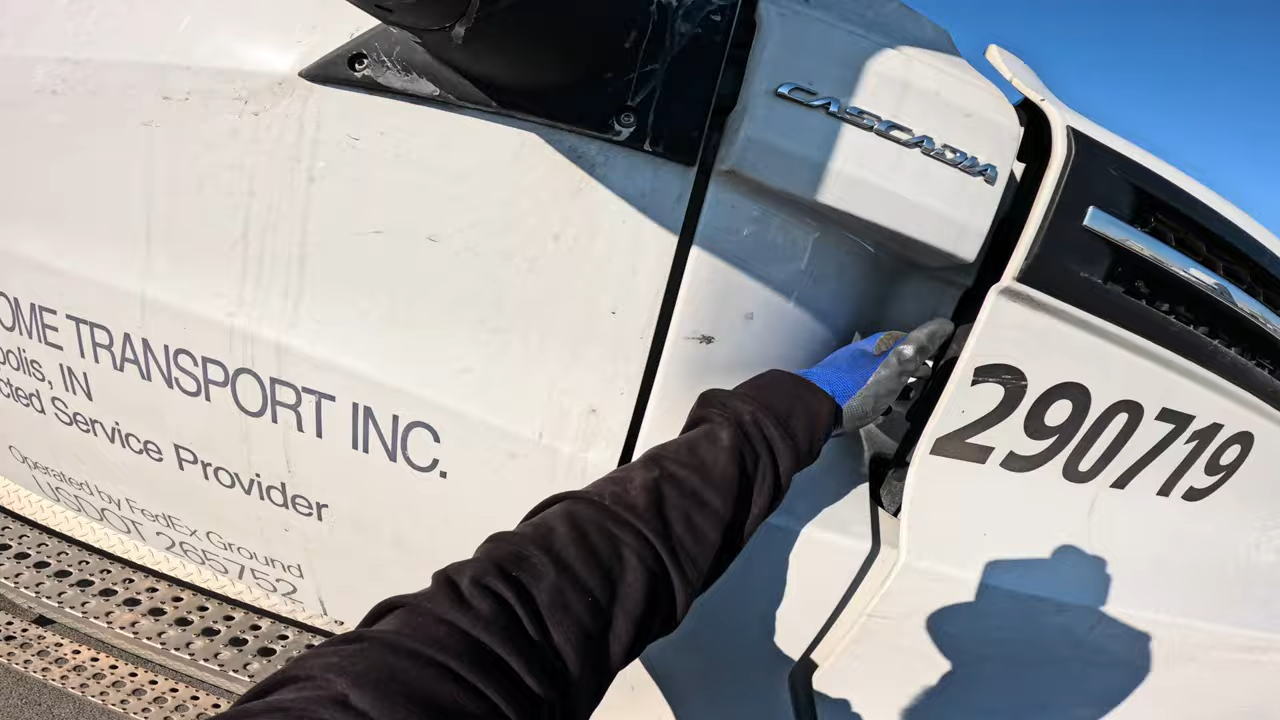 CASCADIA
290719
OME TRANSPORT INC.
polis, IN
cted Service Provider
Operated by FedEx Ground
USDOT 265752